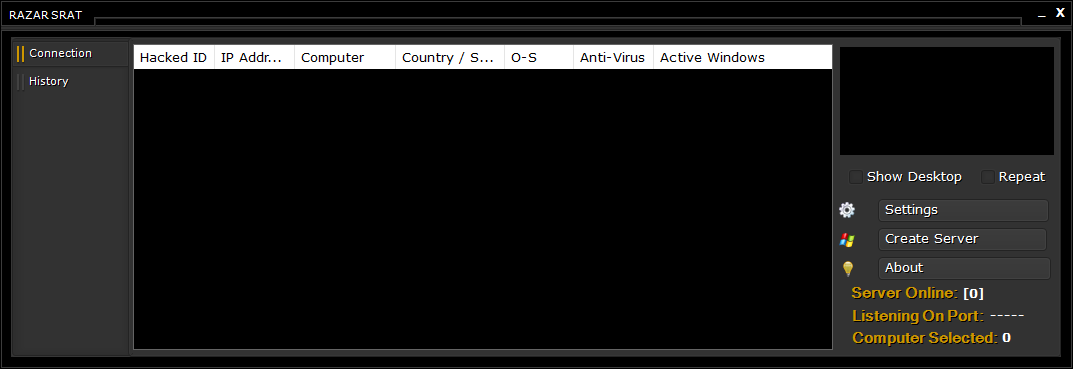 RAZAR SRAT _ X
Connection
History
Hacked ID IP Addr... Computer Country / S... O-S Anti-Virus Active Windows
Show Desktop Repeat
Settings
Create Server
About
Server Online: [0]
Listening On Port: -----
Computer Selected: 0